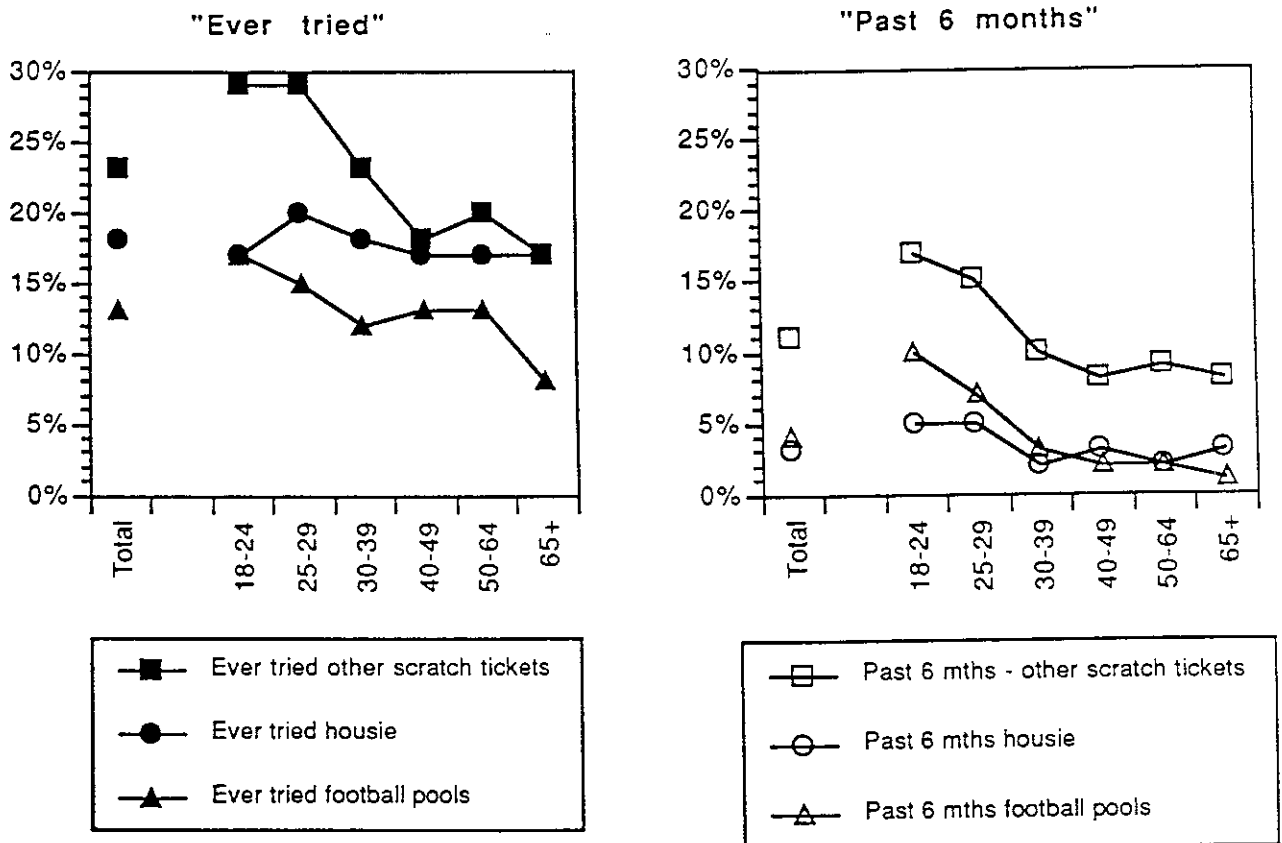 "Ever tried"
30%
25%
20%
15%
10%
5%
0%
Total
18-24
25-29
30-39
40-49
50-64
65+
Ever tried other scratch tickets
Ever tried housie
Ever tried football pools
"Past 6 months"
30%
25%
20%
15%
10%
5%
0%
Total
18-24
25-29
30-39
40-49
50-64
65+
Past 6 mths - other scratch tickets
Past 6 mths housie
Past 6 mths football pools